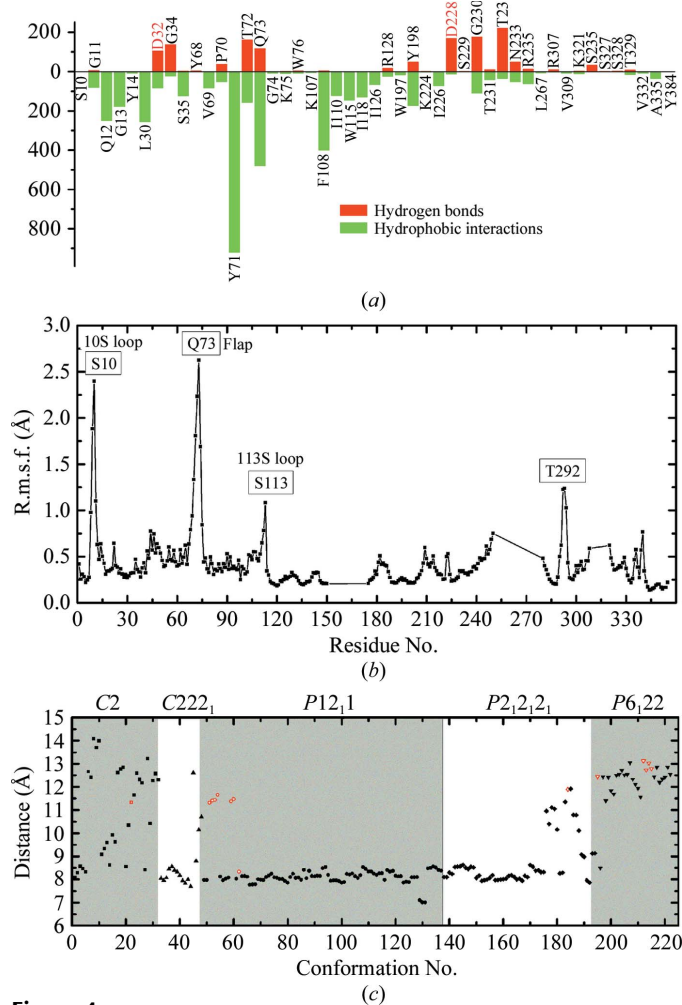 200
0
200
400
600
800
S10
G11
Q12
G13
Y14
L30
D32
G34
S35
Y68
V69
P70
Y71
T72
Q73
G74
K75
W76
K107
F108
I110
W115
I118
I126
R128
W197
Y198
K224
I226
D228
S229
G230
T231
T23
N233
R235
L267
R307
V309
K321
S235
S327
S328
T329
V332
A335
Y384
Hydrogen bonds
Hydrophobic interactions
(a)
3.0
2.5
2.0
1.5
1.0
0.5
0.0
R.m.s.f. (Å)
10S loop
S10
Q73 Flap
113S loop
S113
T292
0 30 60 90 120 150 180 210 240 270 300 330
Residue No.
(b)
C2 C222₁ P12₁1 P2₁2₁2₁ P6₁22
15
14
13
12
11
10
9
8
7
6
Distance (Å)
0 20 40 60 80 100 120 140 160 180 200 220
Conformation No.
(c)